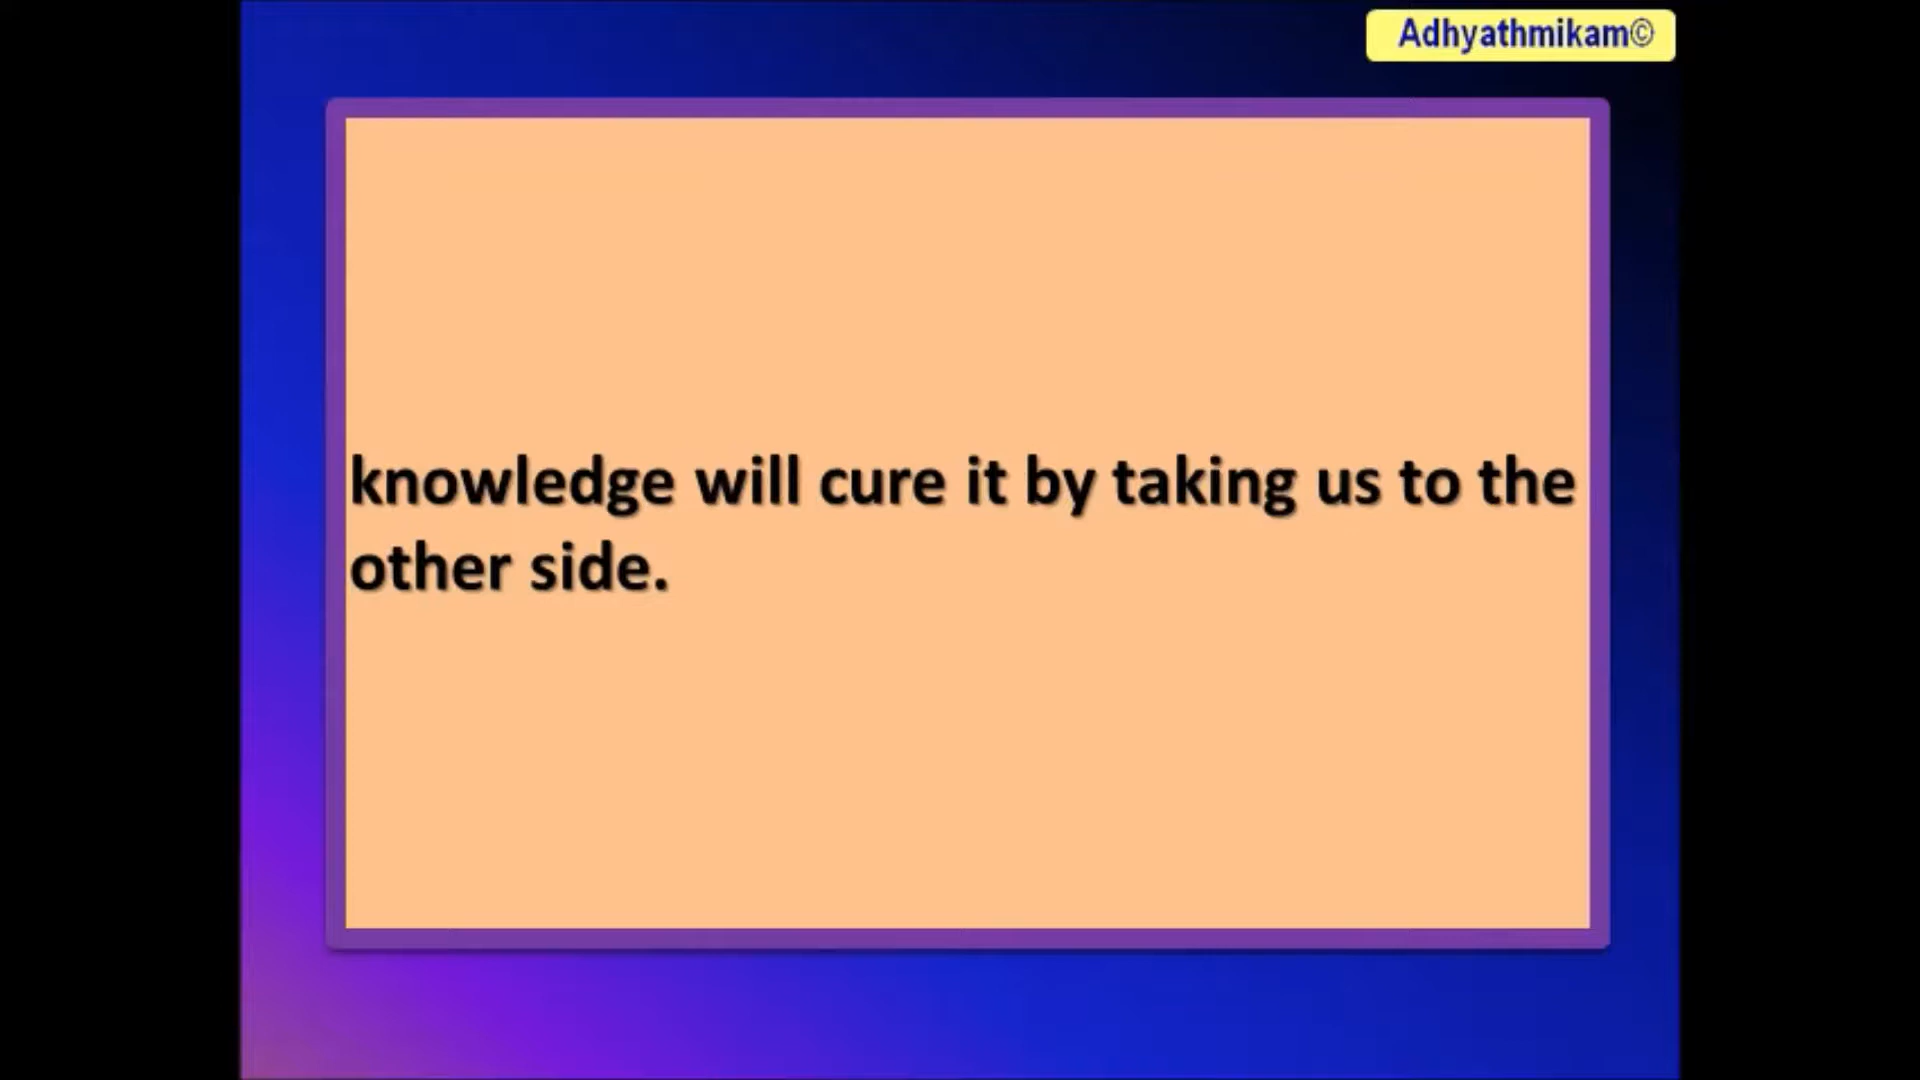 Adhyathmikam©
knowledge will cure it by taking us to the
other side.